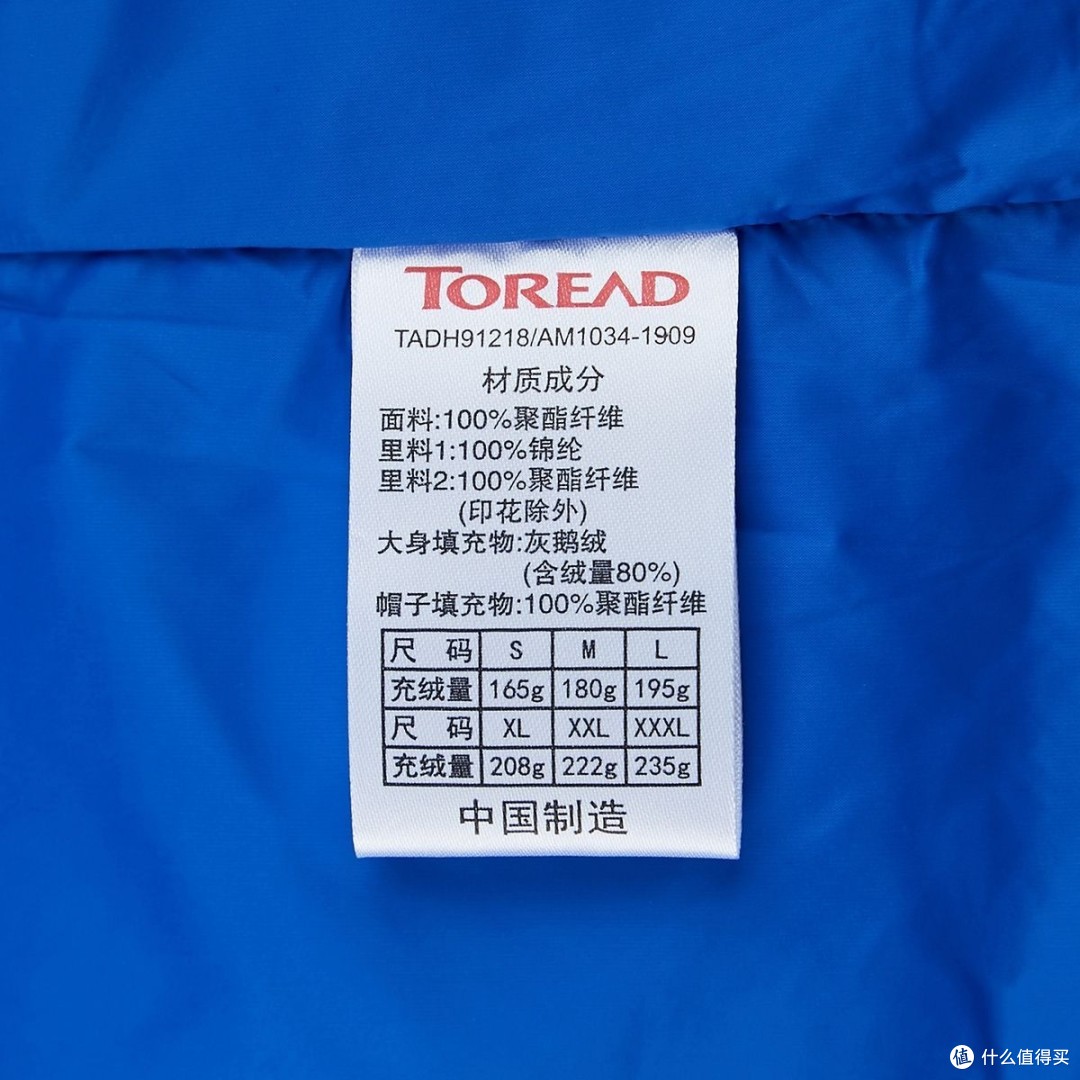 TOREAD
TADH91218/AM1034-1909
材质成分
面料:100%聚酯纤维
里料1:100%锦纶
里料2:100%聚酯纤维
(印花除外)
大身填充物:灰鹅绒
(含绒量80%)
帽子填充物:100%聚酯纤维
尺 码 S M L
充绒量 165g 180g 195g
尺 码 XL XXL XXXL
充绒量 208g 222g 235g
中国制造
值 什么值得买